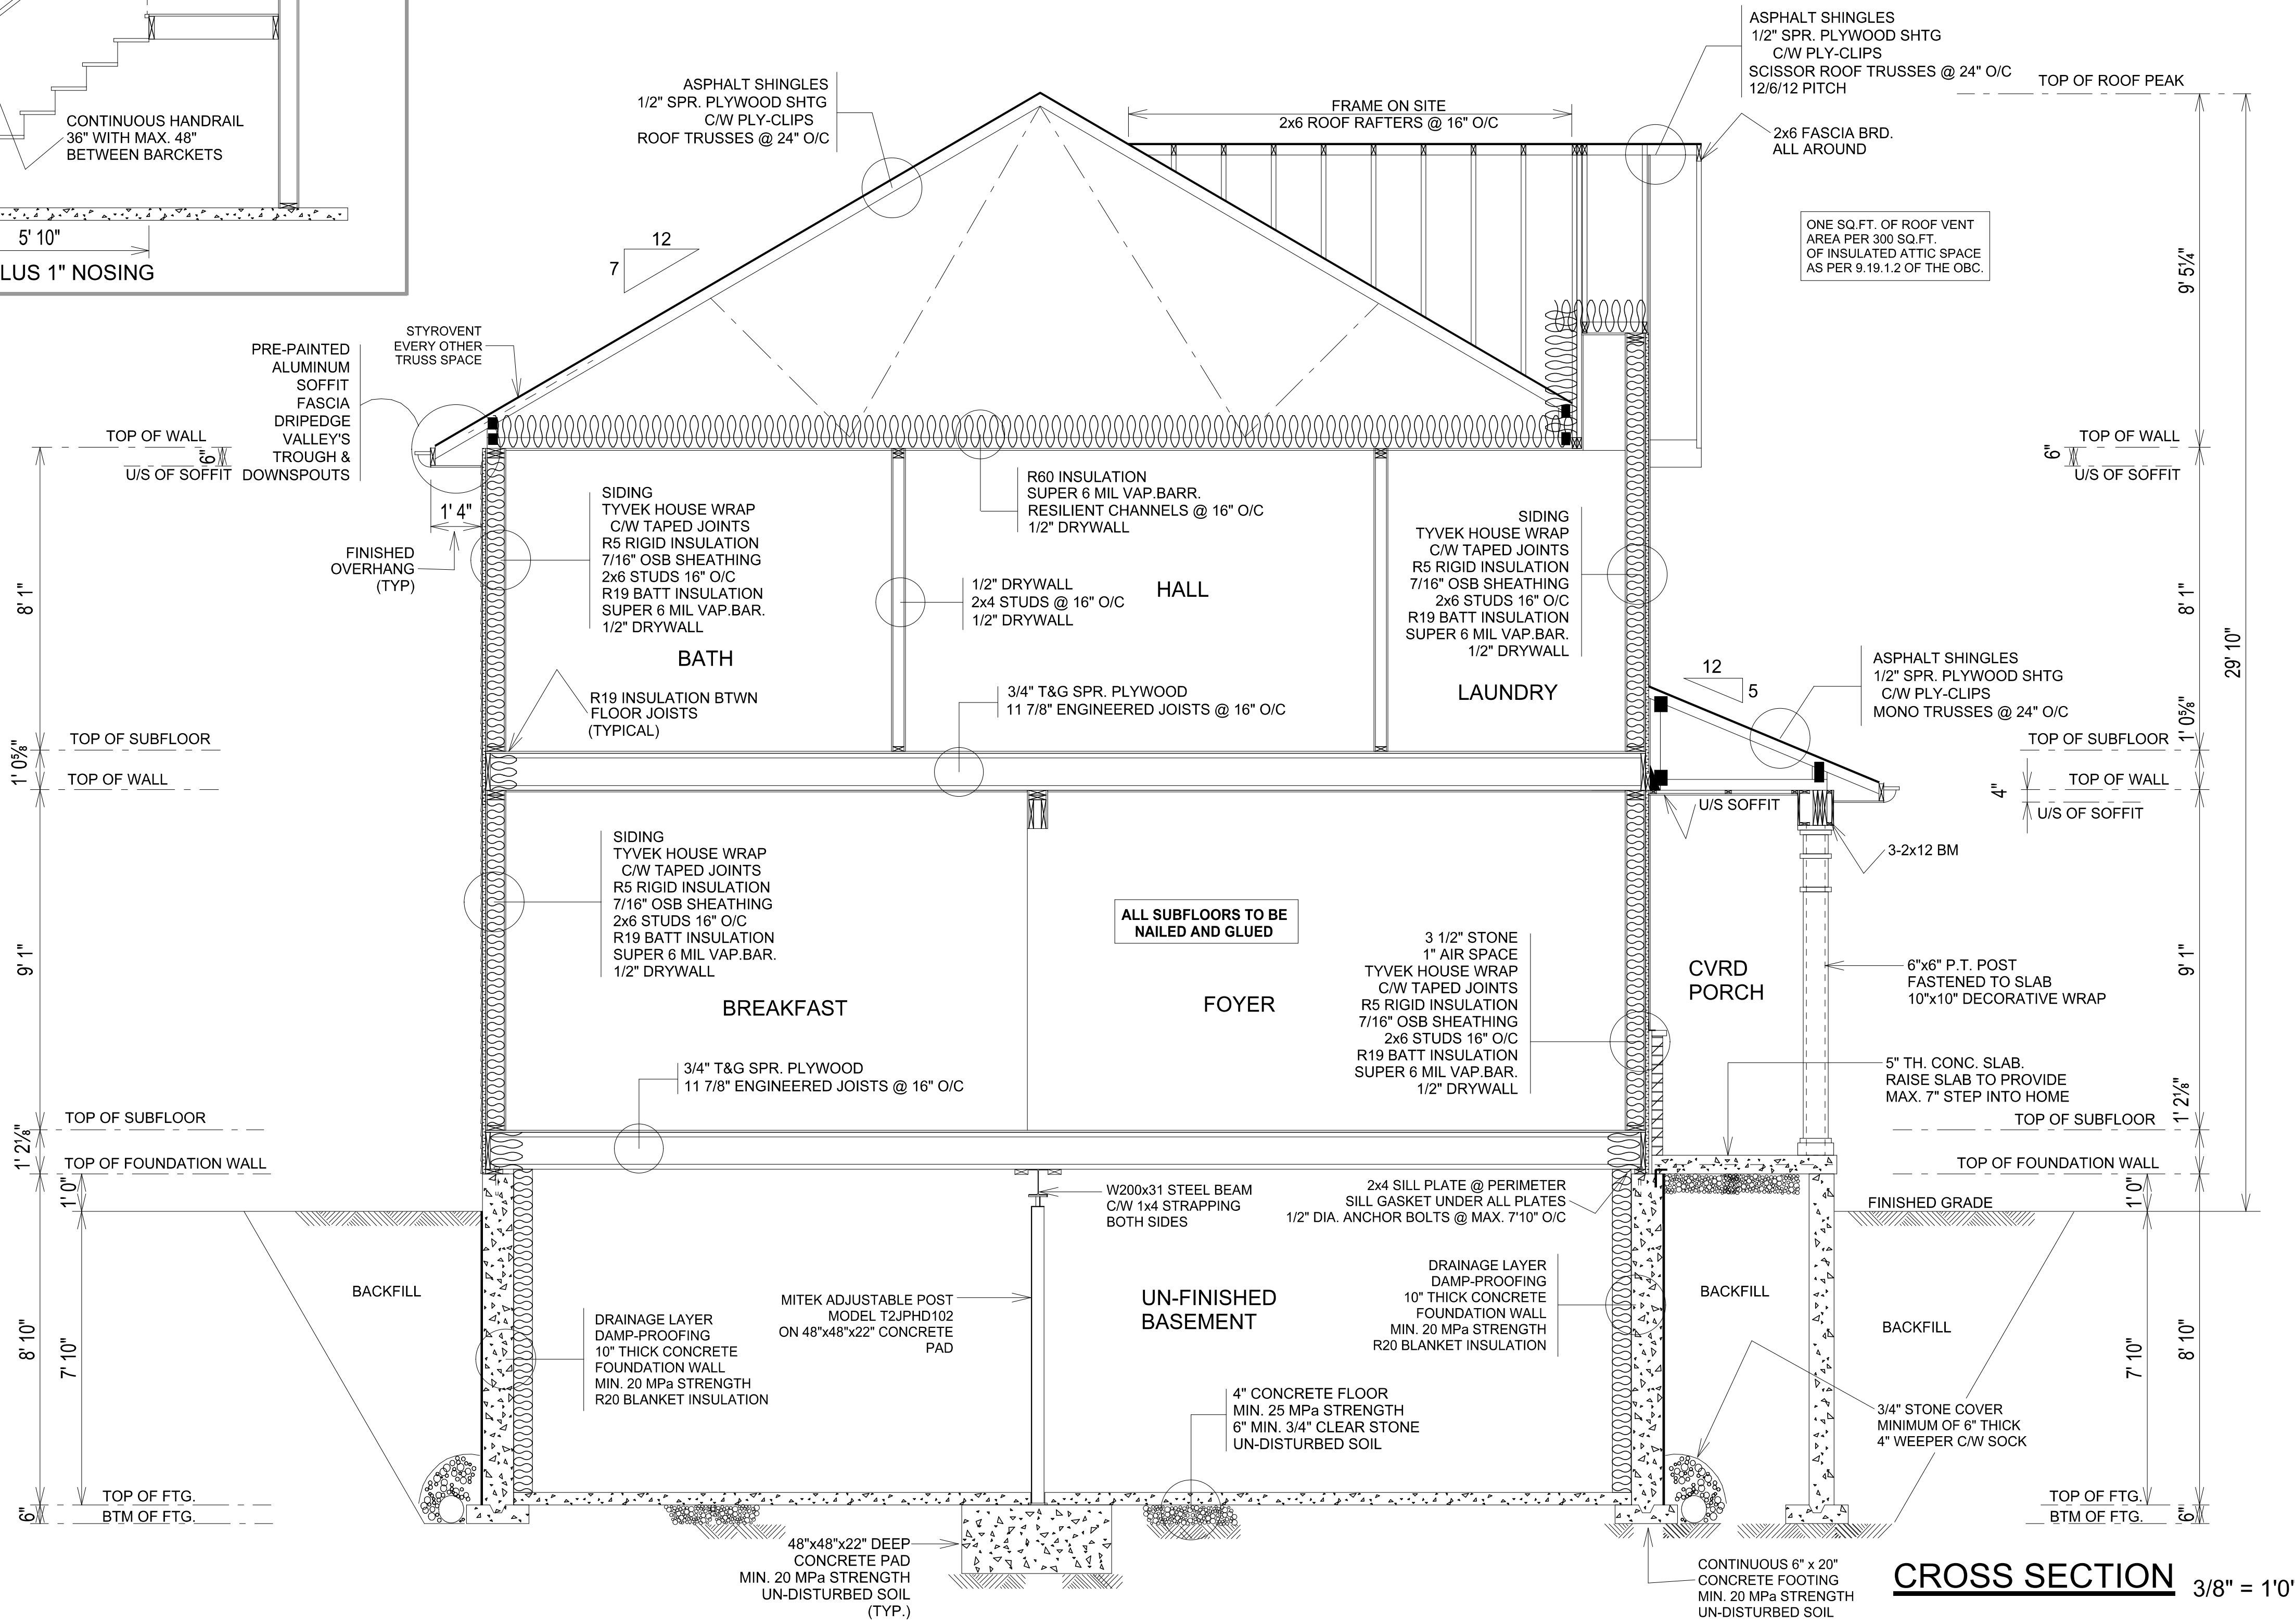 CONTINUOUS HANDRAIL
36" WITH MAX. 48"
BETWEEN BARCKETS
5' 10"
LUS 1" NOSING
ASPHALT SHINGLES
1/2" SPR. PLYWOOD SHTG
C/W PLY-CLIPS
ROOF TRUSSES @ 24" O/C
FRAME ON SITE
2x6 ROOF RAFTERS @ 16" O/C
ASPHALT SHINGLES
1/2" SPR. PLYWOOD SHTG
C/W PLY-CLIPS
SCISSOR ROOF TRUSSES @ 24" O/C
12/6/12 PITCH
TOP OF ROOF PEAK
2x6 FASCIA BRD.
ALL AROUND
ONE SQ.FT. OF ROOF VENT
AREA PER 300 SQ.FT.
OF INSULATED ATTIC SPACE
AS PER 9.19.1.2 OF THE OBC.
12
7
9' 5¼"
STYROVENT
EVERY OTHER
TRUSS SPACE
PRE-PAINTED
ALUMINUM
SOFFIT
FASCIA
DRIPEDGE
VALLEY'S
TROUGH &
DOWNSPOUTS
TOP OF WALL
6"
U/S OF SOFFIT
1' 4"
FINISHED
OVERHANG
(TYP)
TOP OF WALL
6"
U/S OF SOFFIT
SIDING
TYVEK HOUSE WRAP
C/W TAPED JOINTS
R5 RIGID INSULATION
7/16" OSB SHEATHING
2x6 STUDS 16" O/C
R19 BATT INSULATION
SUPER 6 MIL VAP.BAR.
1/2" DRYWALL
BATH
R60 INSULATION
SUPER 6 MIL VAP.BARR.
RESILIENT CHANNELS @ 16" O/C
1/2" DRYWALL
1/2" DRYWALL
2x4 STUDS @ 16" O/C
1/2" DRYWALL
HALL
SIDING
TYVEK HOUSE WRAP
C/W TAPED JOINTS
R5 RIGID INSULATION
7/16" OSB SHEATHING
2x6 STUDS 16" O/C
R19 BATT INSULATION
SUPER 6 MIL VAP.BAR.
1/2" DRYWALL
LAUNDRY
8' 1"
8' 1"
29' 10"
R19 INSULATION BTWN
FLOOR JOISTS
(TYPICAL)
3/4" T&G SPR. PLYWOOD
11 7/8" ENGINEERED JOISTS @ 16" O/C
12
5
ASPHALT SHINGLES
1/2" SPR. PLYWOOD SHTG
C/W PLY-CLIPS
MONO TRUSSES @ 24" O/C
TOP OF SUBFLOOR
1' 0⅝"
TOP OF WALL
1' 0⅝"
TOP OF SUBFLOOR
TOP OF WALL
4"
U/S OF SOFFIT
U/S SOFFIT
3-2x12 BM
SIDING
TYVEK HOUSE WRAP
C/W TAPED JOINTS
R5 RIGID INSULATION
7/16" OSB SHEATHING
2x6 STUDS 16" O/C
R19 BATT INSULATION
SUPER 6 MIL VAP.BAR.
1/2" DRYWALL
BREAKFAST
ALL SUBFLOORS TO BE
NAILED AND GLUED
FOYER
3 1/2" STONE
1" AIR SPACE
TYVEK HOUSE WRAP
C/W TAPED JOINTS
R5 RIGID INSULATION
7/16" OSB SHEATHING
2x6 STUDS 16" O/C
R19 BATT INSULATION
SUPER 6 MIL VAP.BAR.
1/2" DRYWALL
CVRD
PORCH
6"x6" P.T. POST
FASTENED TO SLAB
10"x10" DECORATIVE WRAP
9' 1"
9' 1"
3/4" T&G SPR. PLYWOOD
11 7/8" ENGINEERED JOISTS @ 16" O/C
5" TH. CONC. SLAB.
RAISE SLAB TO PROVIDE
MAX. 7" STEP INTO HOME
TOP OF SUBFLOOR
1' 2⅛"
TOP OF FOUNDATION WALL
1' 0"
1' 2⅛"
TOP OF SUBFLOOR
TOP OF FOUNDATION WALL
1' 0"
FINISHED GRADE
W200x31 STEEL BEAM
C/W 1x4 STRAPPING
BOTH SIDES
2x4 SILL PLATE @ PERIMETER
SILL GASKET UNDER ALL PLATES
1/2" DIA. ANCHOR BOLTS @ MAX. 7'10" O/C
BACKFILL
DRAINAGE LAYER
DAMP-PROOFING
10" THICK CONCRETE
FOUNDATION WALL
MIN. 20 MPa STRENGTH
R20 BLANKET INSULATION
MITEK ADJUSTABLE POST
MODEL T2JPHD102
ON 48"x48"x22" CONCRETE
PAD
UN-FINISHED
BASEMENT
DRAINAGE LAYER
DAMP-PROOFING
10" THICK CONCRETE
FOUNDATION WALL
MIN. 20 MPa STRENGTH
R20 BLANKET INSULATION
BACKFILL
BACKFILL
8' 10"
7' 10"
7' 10"
8' 10"
4" CONCRETE FLOOR
MIN. 25 MPa STRENGTH
6" MIN. 3/4" CLEAR STONE
UN-DISTURBED SOIL
3/4" STONE COVER
MINIMUM OF 6" THICK
4" WEEPER C/W SOCK
TOP OF FTG.
6"
BTM OF FTG.
TOP OF FTG.
6"
BTM OF FTG.
48"x48"x22" DEEP
CONCRETE PAD
MIN. 20 MPa STRENGTH
UN-DISTURBED SOIL
(TYP.)
CONTINUOUS 6" x 20"
CONCRETE FOOTING
MIN. 20 MPa STRENGTH
UN-DISTURBED SOIL
CROSS SECTION 3/8" = 1'0"